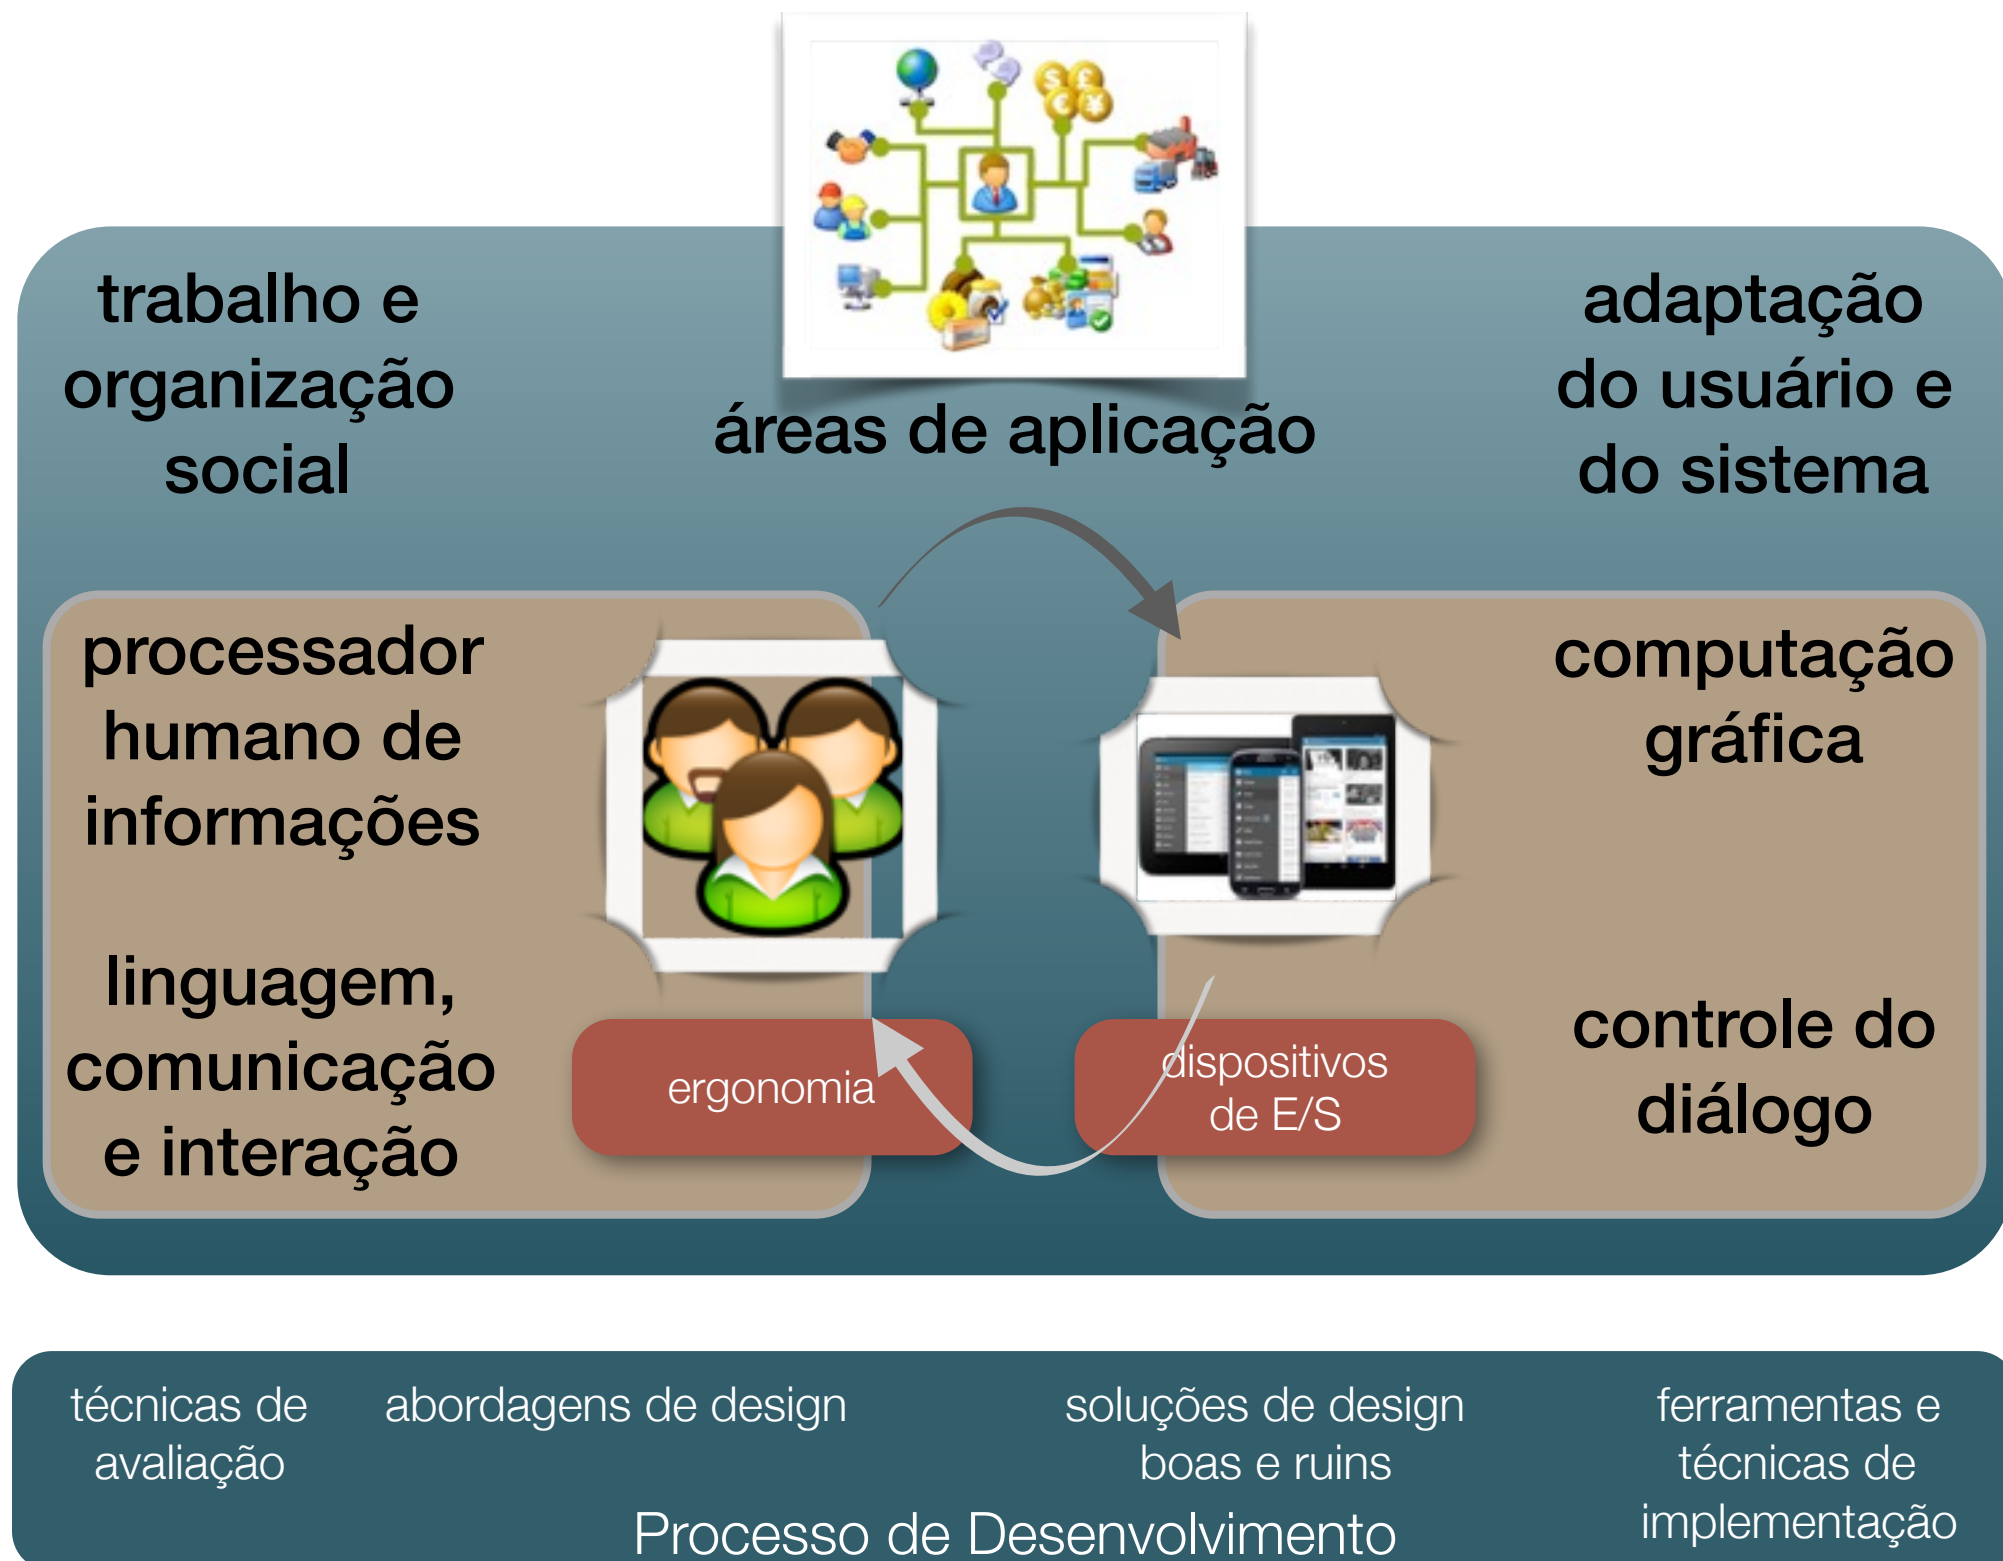 trabalho e
organização
social
áreas de aplicação
adaptação
do usuário e
do sistema
processador
humano de
informações
linguagem,
comunicação
e interação
ergonomia
dispositivos
de E/S
computação
gráfica
controle do
diálogo
técnicas de
avaliação
abordagens de design
soluções de design
boas e ruins
ferramentas e
técnicas de
implementação
Processo de Desenvolvimento